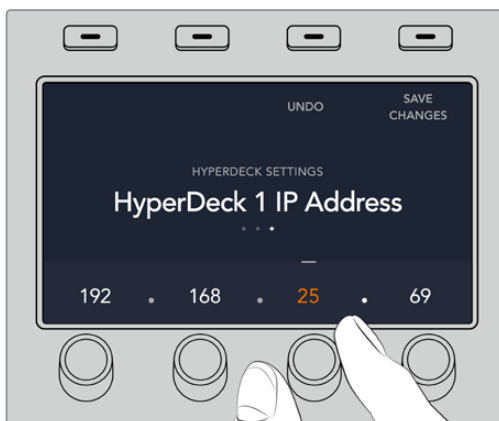 UNDO
SAVE
CHANGES
HYPERDECK SETTINGS
HyperDeck 1 IP Address
192 . 168 . 25 . 69